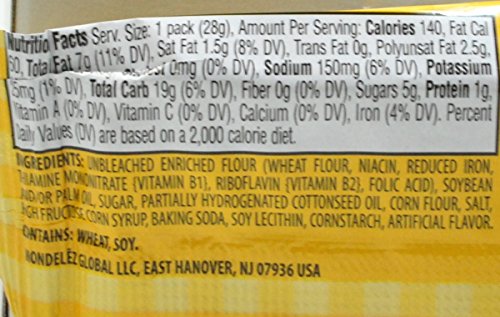 Nutrition Facts Serv. Size: 1 pack (28g), Amount Per Serving: Calories 140, Fat Cal
60, Total Fat 7g (11% DV), Sat Fat 1.5g (8% DV), Trans Fat 0g, Polyunsat Fat 2.5g,
0mg (0% DV), Sodium 150mg (6% DV), Potassium
(1% DV), Total Carb 19g (6% DV), Fiber 0g (0% DV), Sugars 5g, Protein 1g,
Vitamin A (0% DV), Vitamin C (0% DV), Calcium (0% DV), Iron (4% DV). Percent
Daily Values (DV) are based on a 2,000 calorie diet.
INGREDIENTS: UNBLEACHED ENRICHED FLOUR (WHEAT FLOUR, NIACIN, REDUCED IRON,
THIAMINE MONONITRATE {VITAMIN B1}, RIBOFLAVIN {VITAMIN B2}, FOLIC ACID), SOYBEAN
AND/OR PALM OIL, SUGAR, PARTIALLY HYDROGENATED COTTONSEED OIL, CORN FLOUR, SALT,
HIGH FRUCTOSE CORN SYRUP, BAKING SODA, SOY LECITHIN, CORNSTARCH, ARTIFICIAL FLAVOR.
CONTAINS: WHEAT, SOY.
MONDELĒZ GLOBAL LLC, EAST HANOVER, NJ 07936 USA